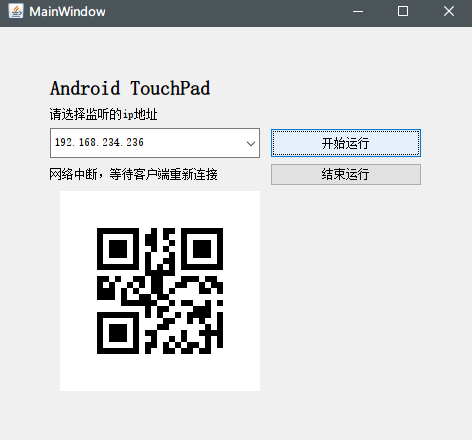 MainWindow
Android TouchPad
请选择监听的ip地址
192.168.234.236
开始运行
网络中断，等待客户端重新连接
结束运行